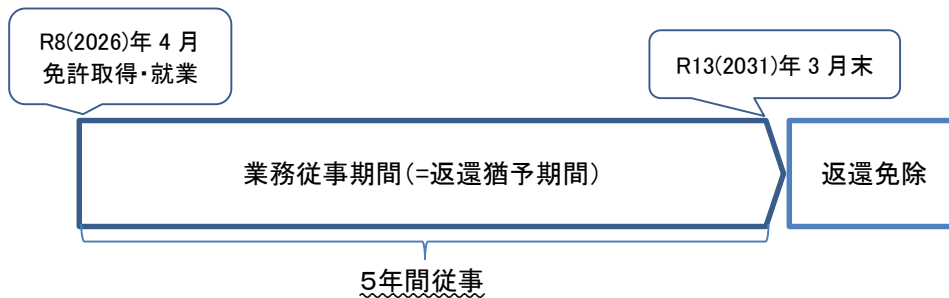 R8(2026)年 4 月
免許取得・就業
R13(2031)年 3 月末
業務従事期間(=返還猶予期間)
返還免除
５年間従事